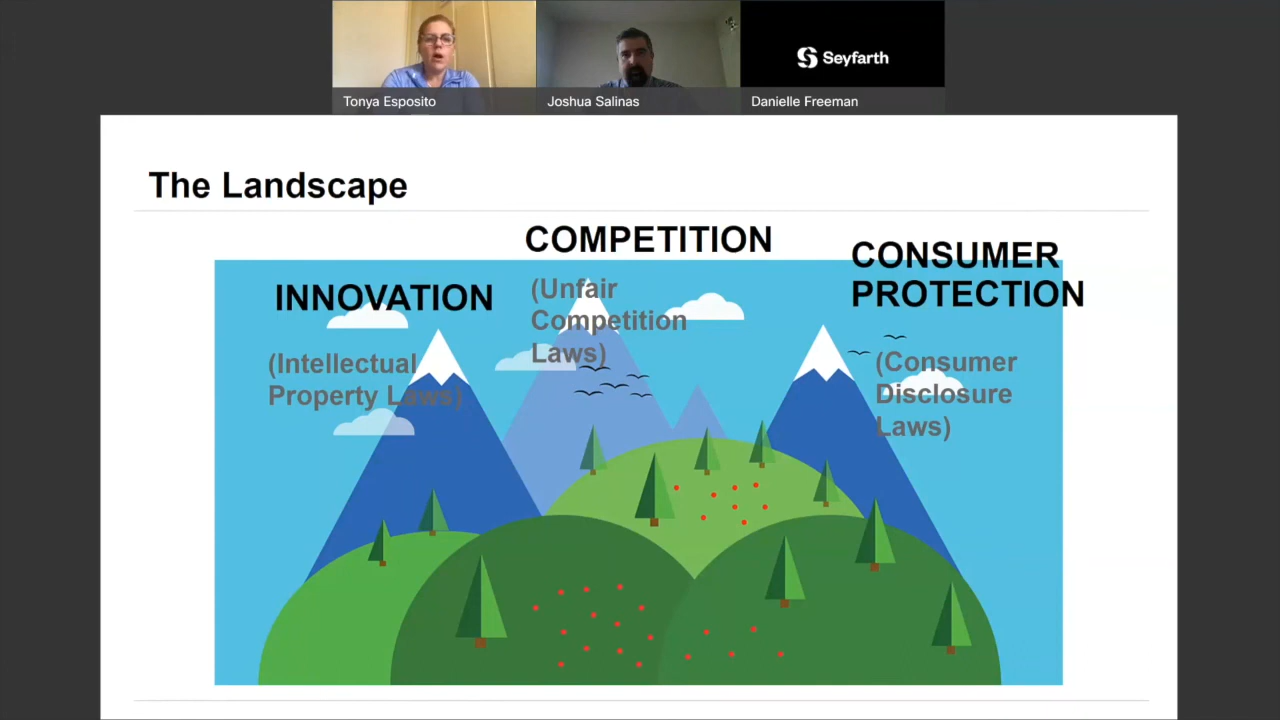 Seyfarth
Tonya Esposito
Joshua Salinas
Danielle Freeman
The Landscape
INNOVATION
(Intellectual
Property Laws)
COMPETITION
(Unfair
Competition
Laws)
CONSUMER
PROTECTION
(Consumer
Disclosure
Laws)